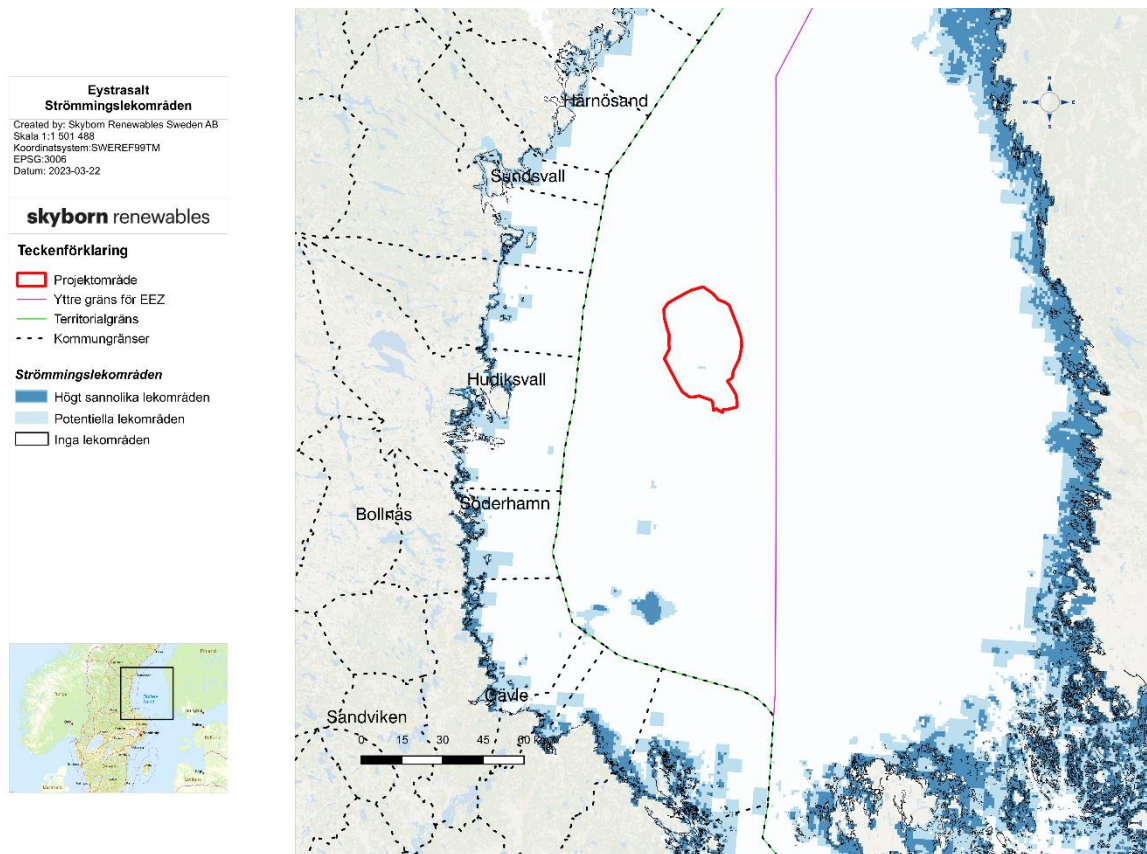 Eystrasalt
Strömmingslekområden
Created by: Skyborn Renewables Sweden AB
Skala 1:1 501 488
Koordinatsystem:SWEREF99TM
EPSG:3006
Datum: 2023-03-22
skyborn renewables
Teckenförklaring
Projektområde
Yttre gräns för EEZ
Territorialgräns
Kommungränser
Strömmingslekområden
Högt sannolika lekområden
Potentiella lekområden
Inga lekområden
Härnösand
Sundsvall
Hudiksvall
Söderhamn
Bollnäs
Gävle
Sandviken
0 15 30 45 60 km
N
W E
S